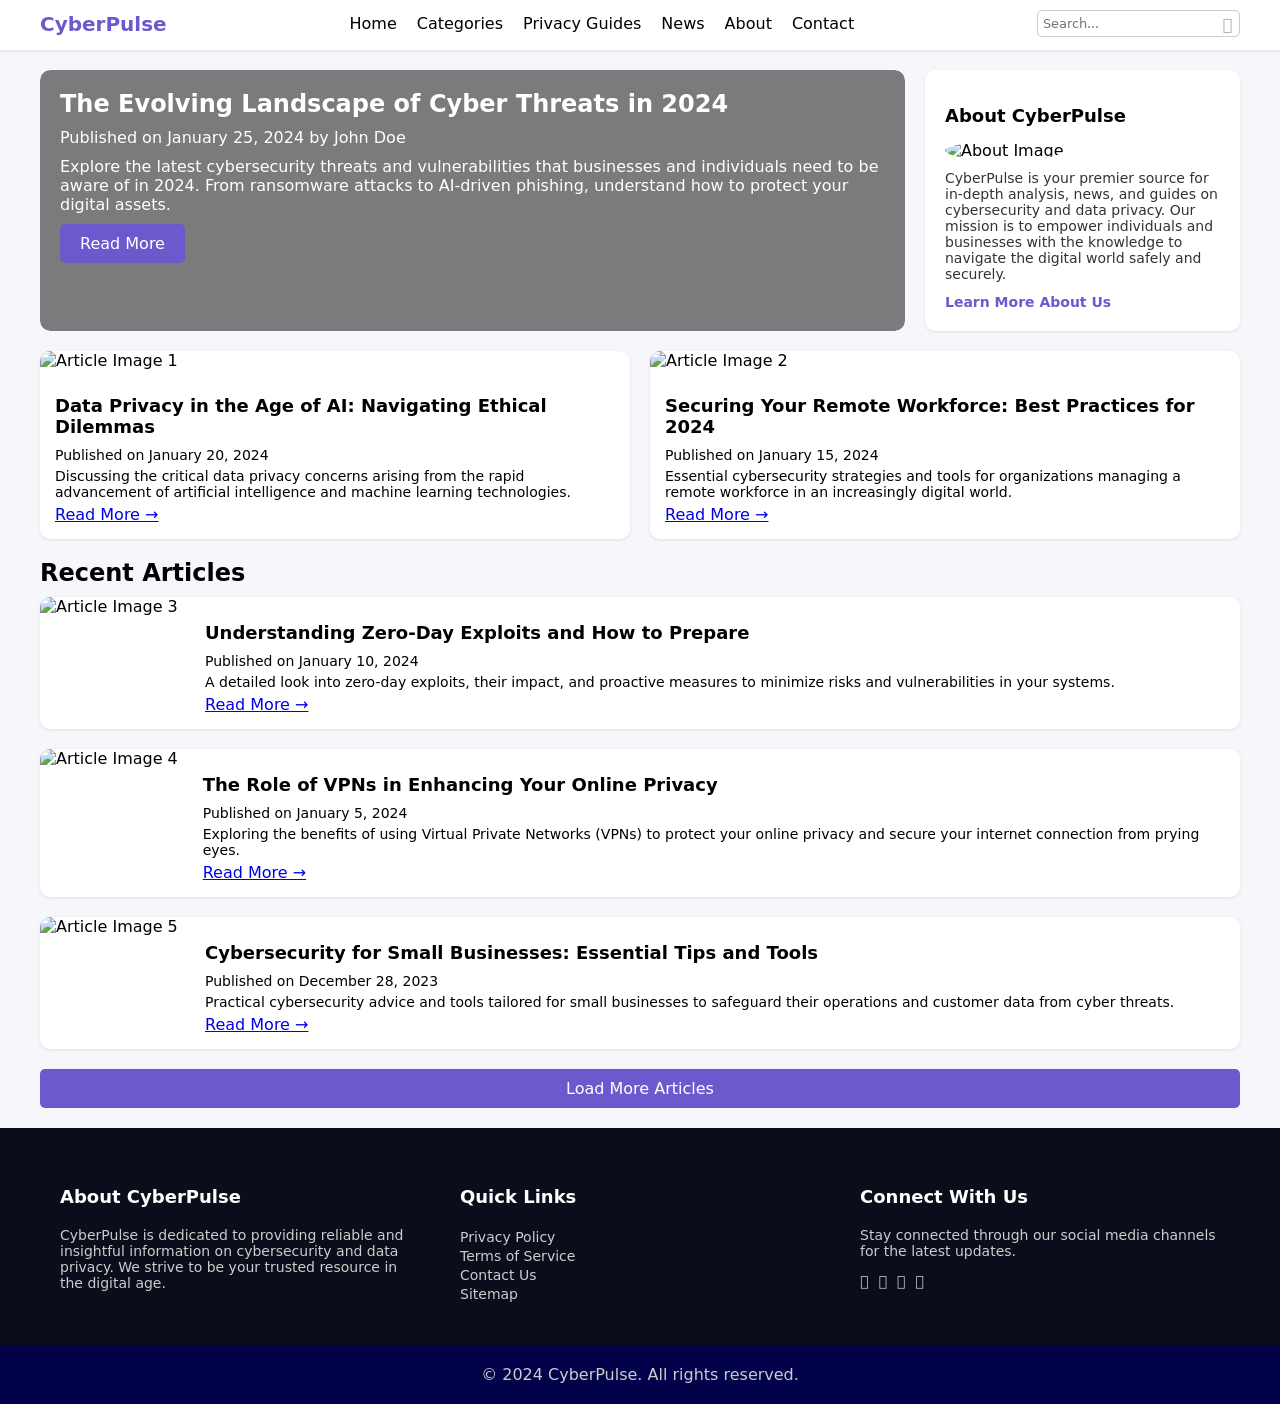 CyberPulse
Home Categories Privacy Guides News About Contact
Search...
The Evolving Landscape of Cyber Threats in 2024
Published on January 25, 2024 by John Doe
Explore the latest cybersecurity threats and vulnerabilities that businesses and individuals need to be
aware of in 2024. From ransomware attacks to AI-driven phishing, understand how to protect your
digital assets.
Read More
About CyberPulse
About Image
CyberPulse is your premier source for
in-depth analysis, news, and guides on
cybersecurity and data privacy. Our
mission is to empower individuals and
businesses with the knowledge to
navigate the digital world safely and
securely.
Learn More About Us
Article Image 1
Data Privacy in the Age of AI: Navigating Ethical
Dilemmas
Published on January 20, 2024
Discussing the critical data privacy concerns arising from the rapid
advancement of artificial intelligence and machine learning technologies.
Read More →
Article Image 2
Securing Your Remote Workforce: Best Practices for
2024
Published on January 15, 2024
Essential cybersecurity strategies and tools for organizations managing a
remote workforce in an increasingly digital world.
Read More →
Recent Articles
Article Image 3
Understanding Zero-Day Exploits and How to Prepare
Published on January 10, 2024
A detailed look into zero-day exploits, their impact, and proactive measures to minimize risks and vulnerabilities in your systems.
Read More →
Article Image 4
The Role of VPNs in Enhancing Your Online Privacy
Published on January 5, 2024
Exploring the benefits of using Virtual Private Networks (VPNs) to protect your online privacy and secure your internet connection from prying
eyes.
Read More →
Article Image 5
Cybersecurity for Small Businesses: Essential Tips and Tools
Published on December 28, 2023
Practical cybersecurity advice and tools tailored for small businesses to safeguard their operations and customer data from cyber threats.
Read More →
Load More Articles
About CyberPulse
CyberPulse is dedicated to providing reliable and
insightful information on cybersecurity and data
privacy. We strive to be your trusted resource in
the digital age.
Quick Links
Privacy Policy
Terms of Service
Contact Us
Sitemap
Connect With Us
Stay connected through our social media channels
for the latest updates.
© 2024 CyberPulse. All rights reserved.